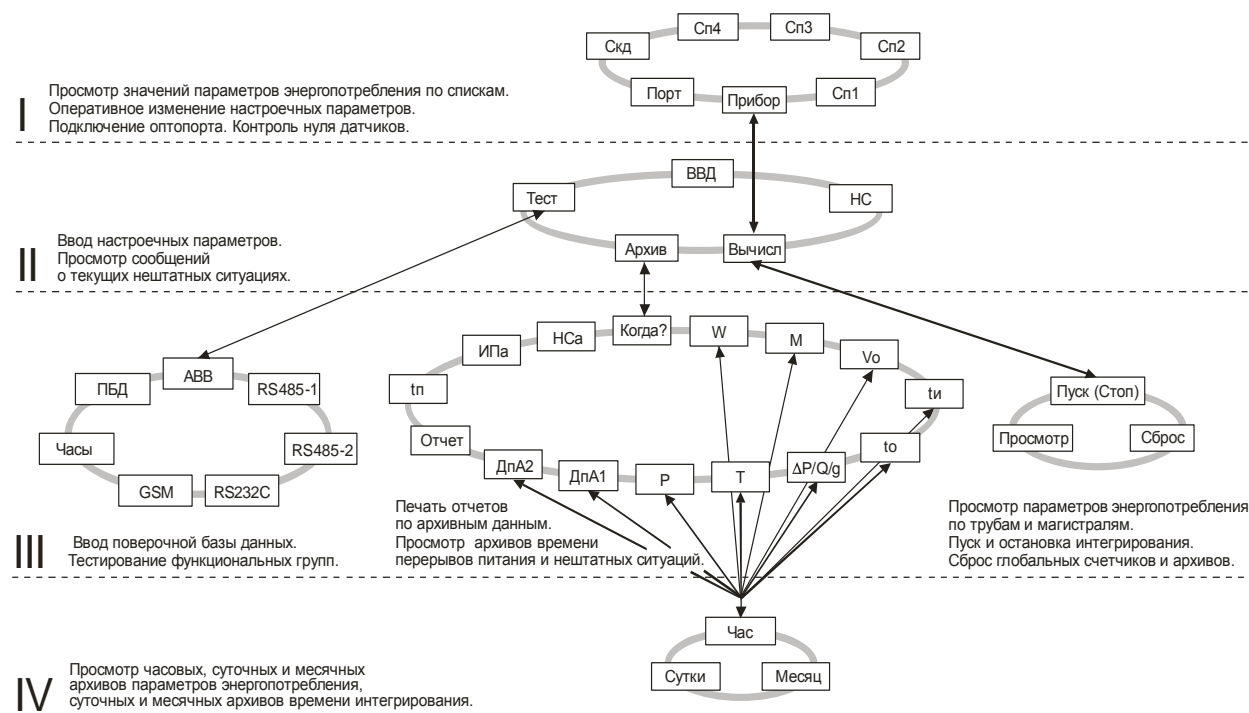 Сп4
Сп3
Скд
Сп2
Порт
Прибор
Сп1
I
Просмотр значений параметров энергопотребления по спискам.
Оперативное изменение настроечных параметров.
Подключение оптопорта. Контроль нуля датчиков.
ВВД
Тест
НС
Архив
Вычисл
II
Ввод настроечных параметров.
Просмотр сообщений
о текущих нештатных ситуациях.
АВВ
ПБД
RS485-1
Часы
RS485-2
GSM
RS232C
Когда?
W
НСа
M
ИПа
Vo
tп
tи
Отчет
to
ДпА2
ДпА1
P
T
ΔP/Q/g
Пуск (Стоп)
Просмотр
Сброс
III
Ввод поверочной базы данных.
Тестирование функциональных групп.
Печать отчетов
по архивным данным.
Просмотр архивов времени
перерывов питания и нештатных ситуаций.
Просмотр параметров энергопотребления
по трубам и магистралям.
Пуск и остановка интегрирования.
Сброс глобальных счетчиков и архивов.
Час
Сутки
Месяц
IV
Просмотр часовых, суточных и месячных
архивов параметров энергопотребления,
суточных и месячных архивов времени интегрирования.